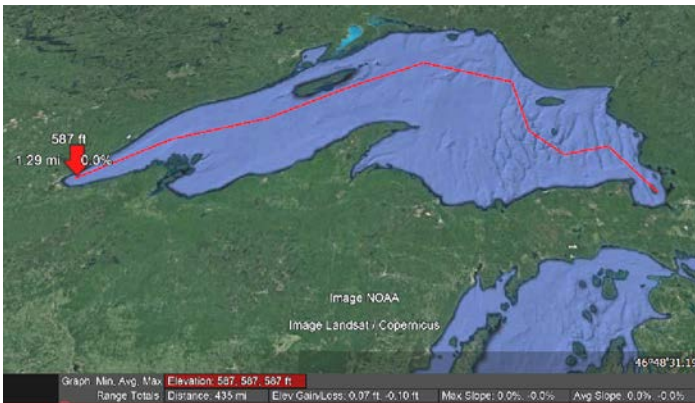 587 ft
1.29 mi 0.0%
Image NOAA
Image Landsat / Copernicus
46°48'31.19
Graph Min, Avg, Max Elevation: 587, 587, 587 ft
Range Totals Distance: 435 mi Elev Gain/Loss: 0.07 ft, -0.10 ft Max Slope: 0.0%, -0.0% Avg Slope: 0.0%, -0.0%